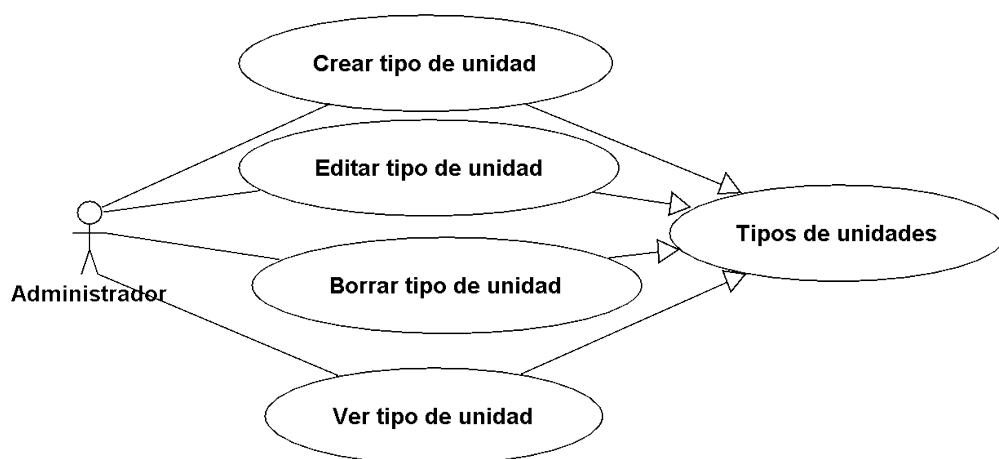 Crear tipo de unidad
Editar tipo de unidad
Tipos de unidades
Borrar tipo de unidad
Administrador
Ver tipo de unidad